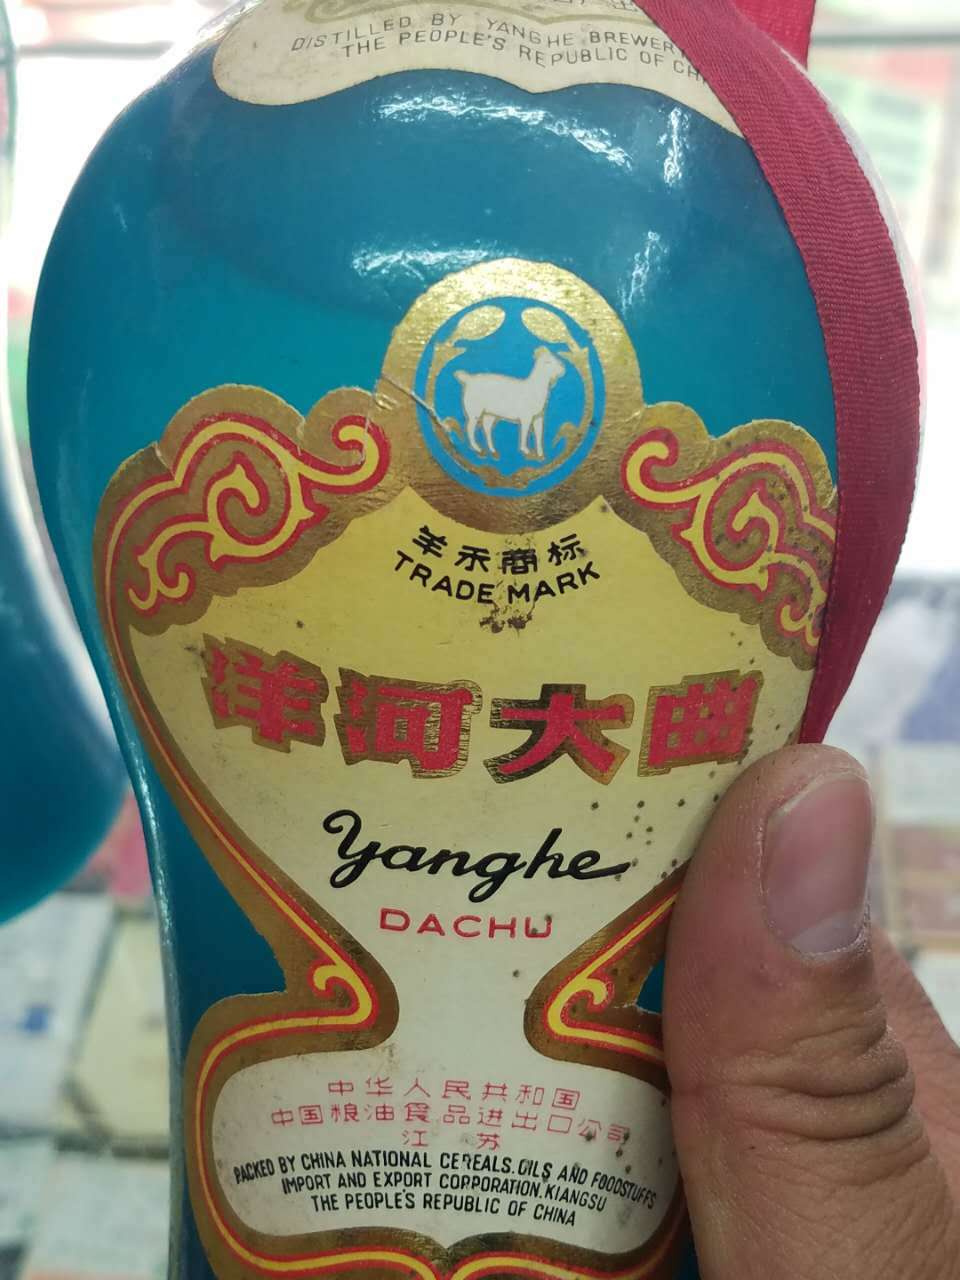 DISTILLED BY YANGHE BREWERY
THE PEOPLE'S REPUBLIC OF CH
羊禾商标
TRADE MARK
洋河大曲
Yanghe
DACHU
中华人民共和国
中国粮油食品进出口公司
江苏
PACKED BY CHINA NATIONAL CEREALS.OILS AND FOODSTUFFS
IMPORT AND EXPORT CORPORATION.KIANGSU
THE PEOPLE'S REPUBLIC OF CHINA